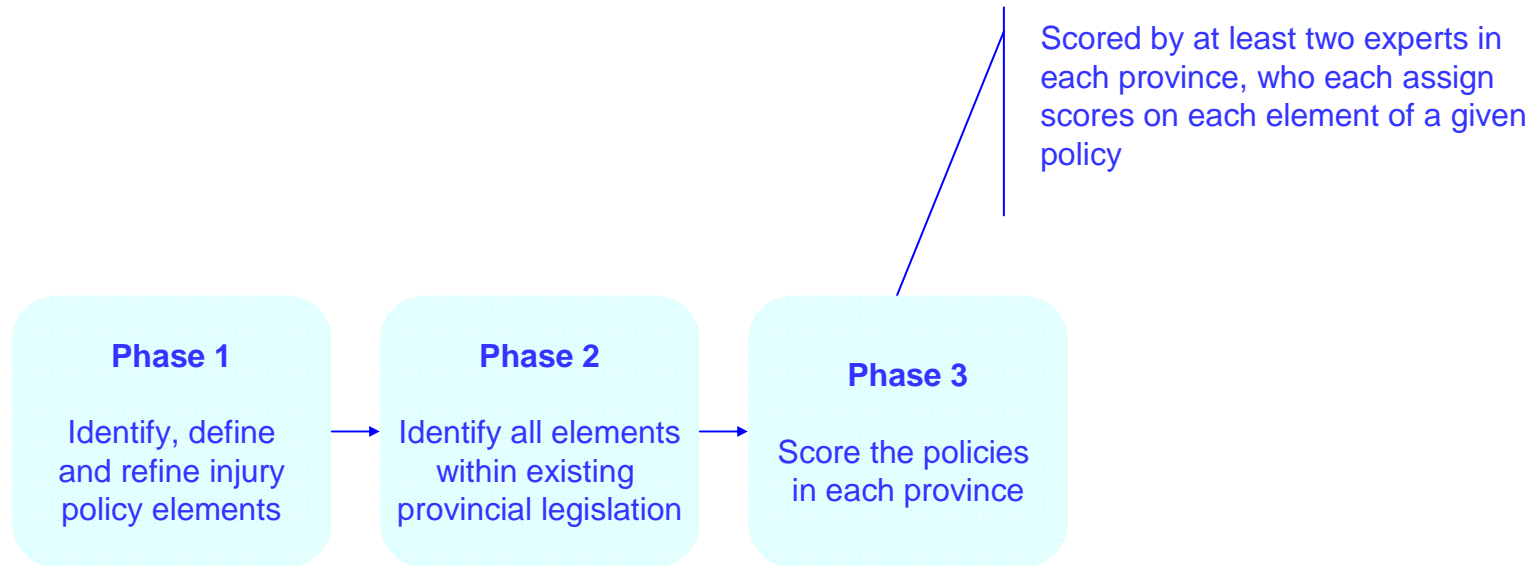 Scored by at least two experts in
each province, who each assign
scores on each element of a given
policy
Phase 1
Identify, define
and refine injury
policy elements
Phase 2
Identify all elements
within existing
provincial legislation
Phase 3
Score the policies
in each province